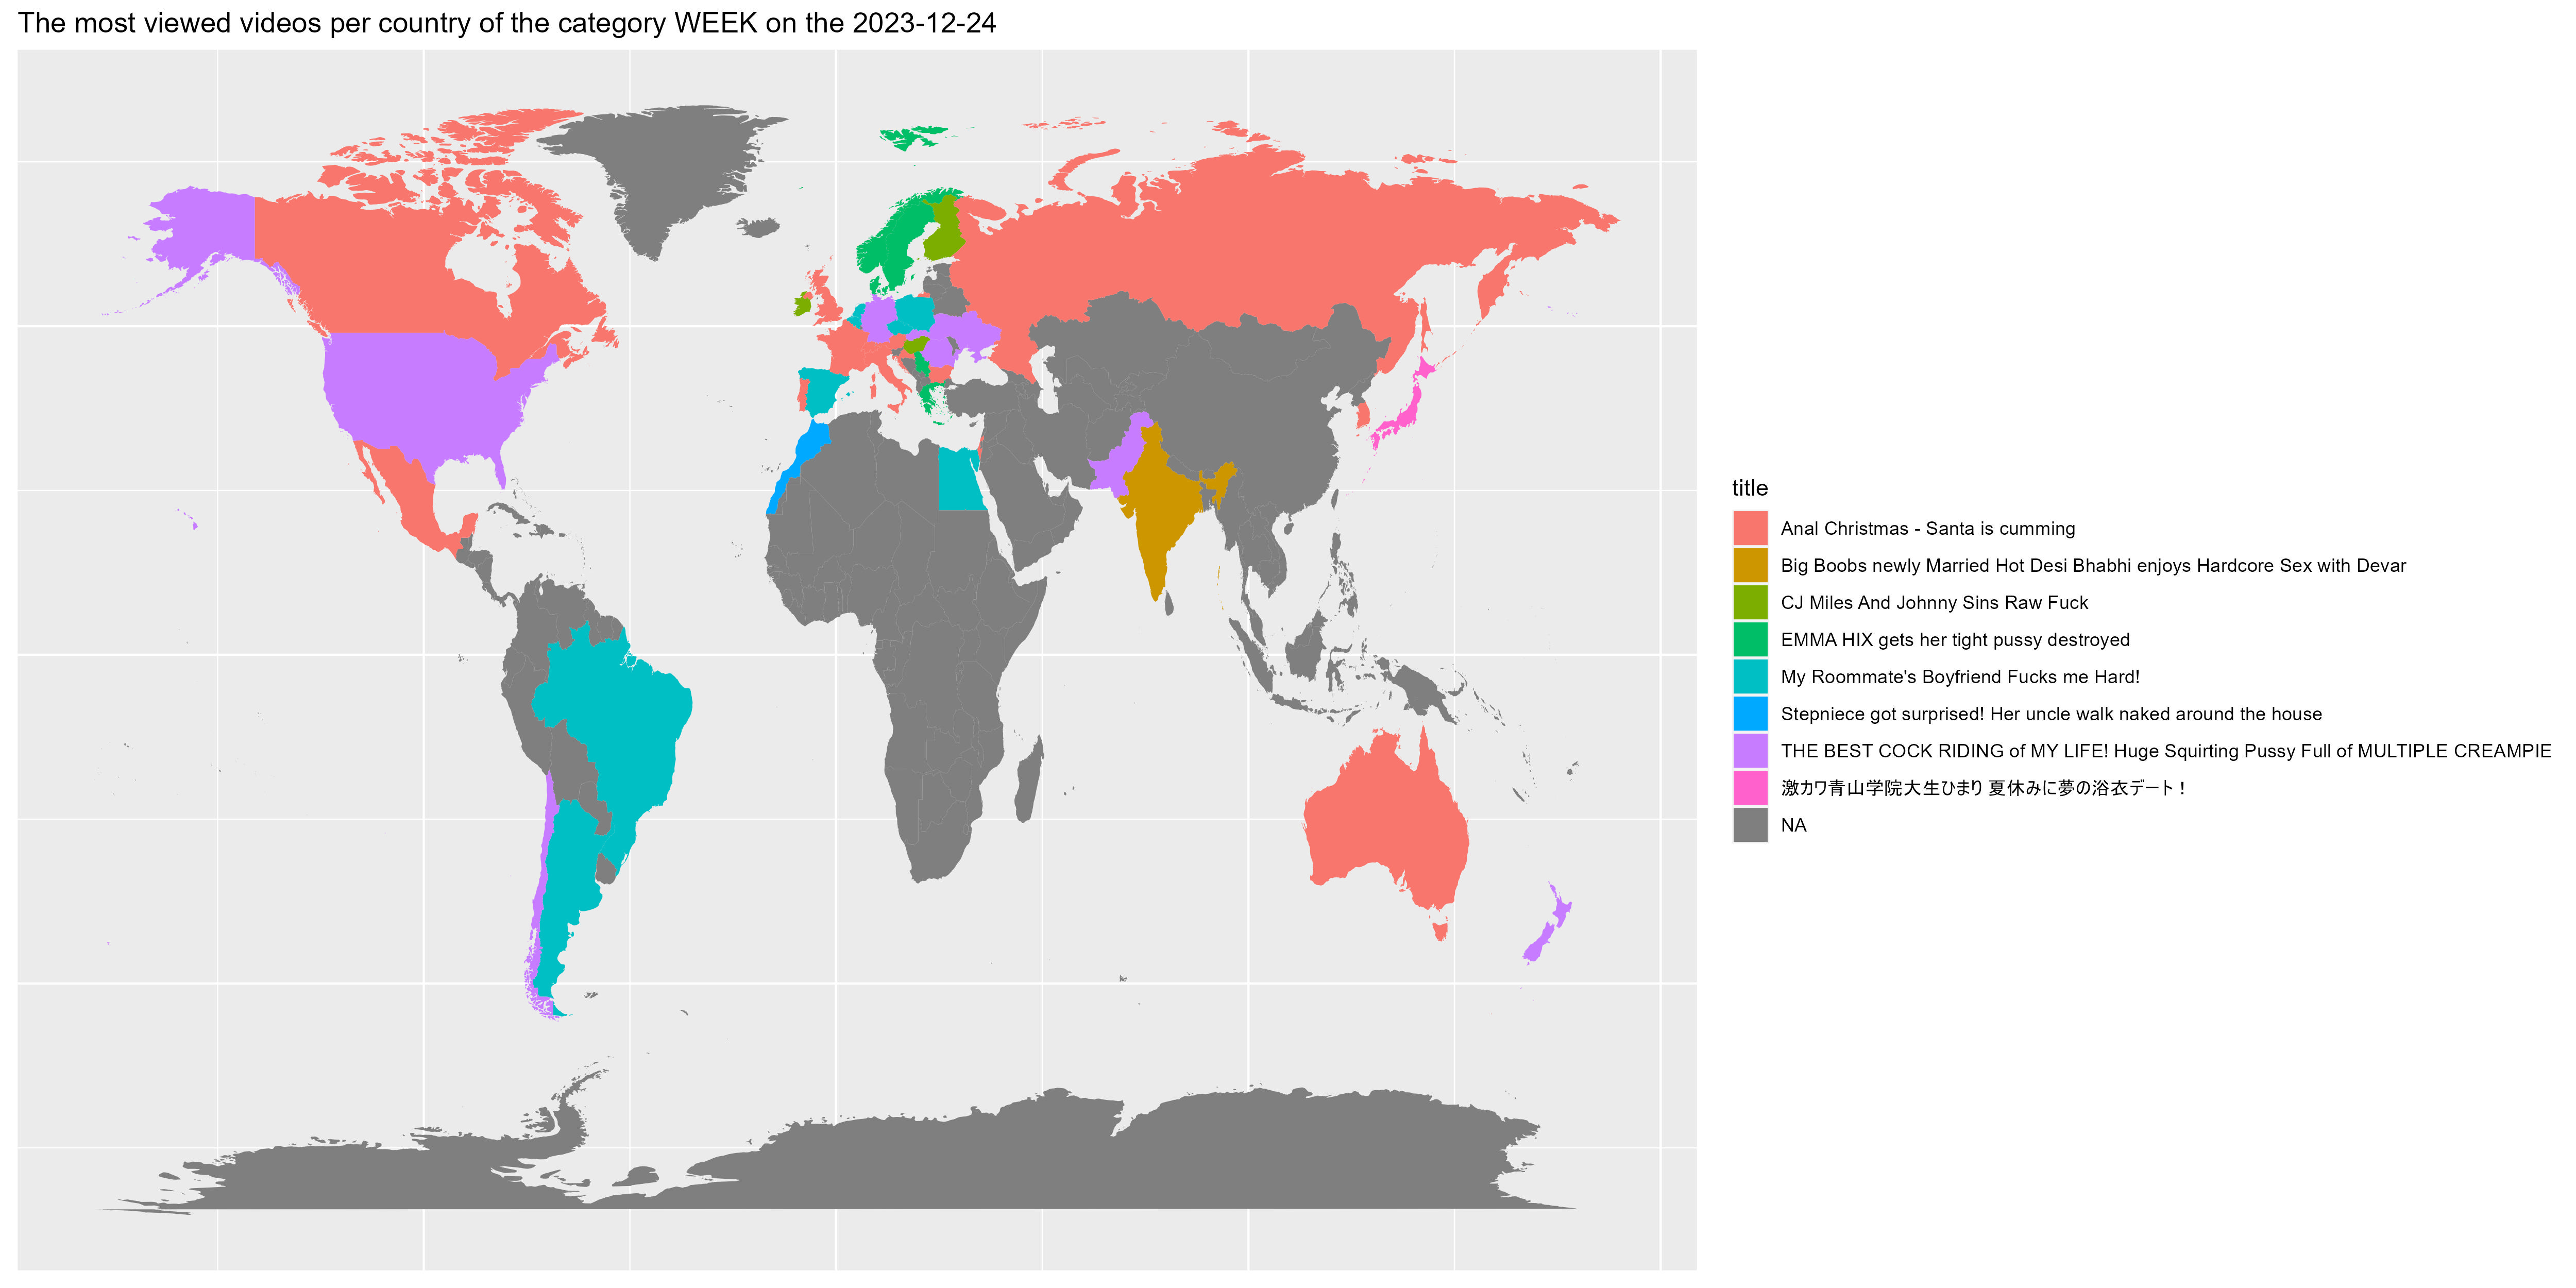 The most viewed videos per country of the category WEEK on the 2023-12-24
title
Anal Christmas - Santa is cumming
Big Boobs newly Married Hot Desi Bhabhi enjoys Hardcore Sex with Devar
CJ Miles And Johnny Sins Raw Fuck
EMMA HIX gets her tight pussy destroyed
My Roommate's Boyfriend Fucks me Hard!
Stepniece got surprised! Her uncle walk naked around the house
THE BEST COCK RIDING of MY LIFE! Huge Squirting Pussy Full of MULTIPLE CREAMPIE
激カワ青山学院大生ひまり 夏休みに夢の浴衣デート！
NA